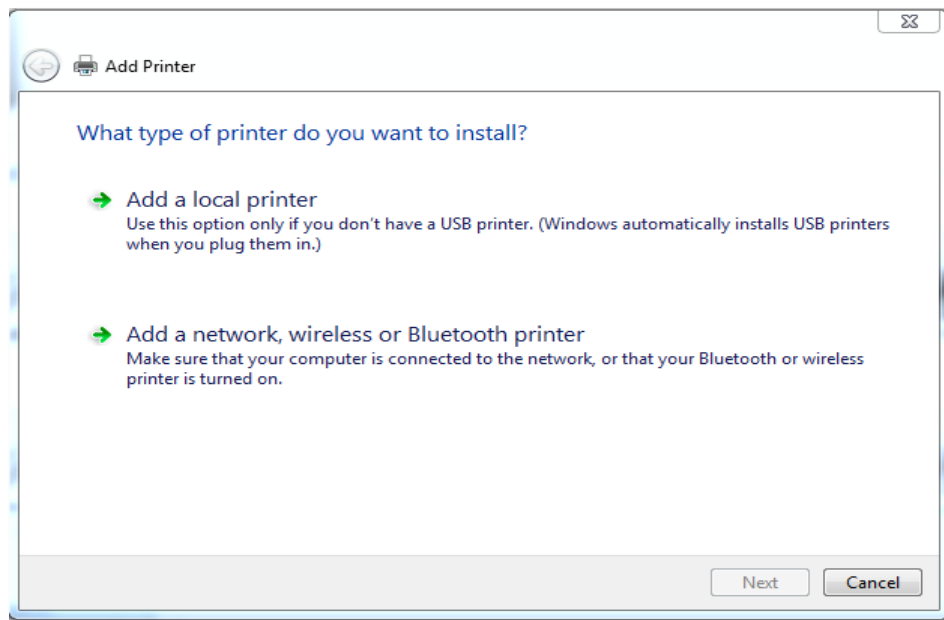 Add Printer
What type of printer do you want to install?
Add a local printer
Use this option only if you don't have a USB printer. (Windows automatically installs USB printers
when you plug them in.)
Add a network, wireless or Bluetooth printer
Make sure that your computer is connected to the network, or that your Bluetooth or wireless
printer is turned on.
Next Cancel